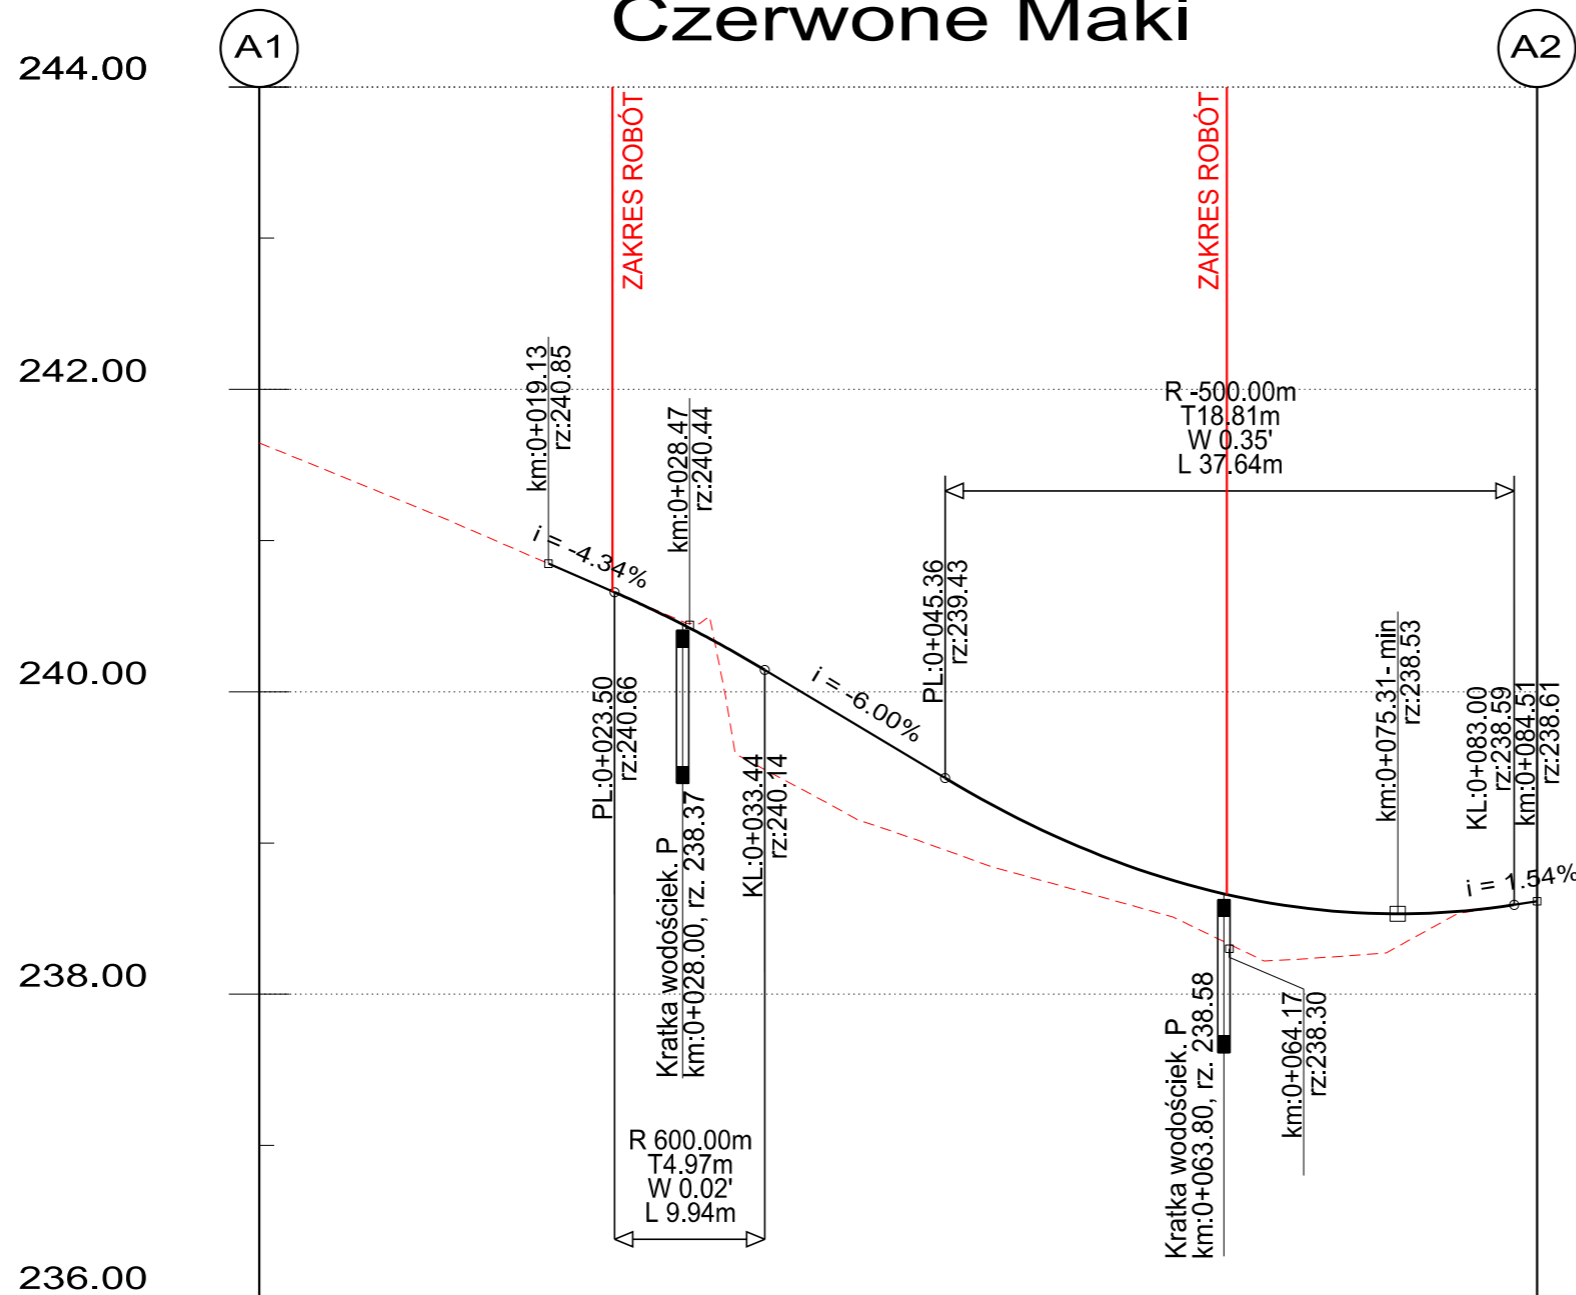 Czerwone Maki
A1
A2
244.00
242.00
240.00
238.00
236.00
ZAKRES ROBÓT
ZAKRES ROBÓT
km:0+019.13
rz:240.85
i = -4.34%
km:0+028.47
rz:240.44
R -500.00m
T18.81m
W 0.35'
L 37.64m
PL:0+023.50
rz:240.66
Kratka wodościek. P
km:0+028.00, rz. 238.37
KL:0+033.44
rz:240.14
i = -6.00%
PL:0+045.36
rz:239.43
km:0+075.31- min
rz:238.53
KL:0+083.00
rz:238.59
km:0+084.51
rz:238.61
i = 1.54%
Kratka wodościek. P
km:0+063.80, rz. 238.58
km:0+064.17
rz:238.30
R 600.00m
T4.97m
W 0.02'
L 9.94m